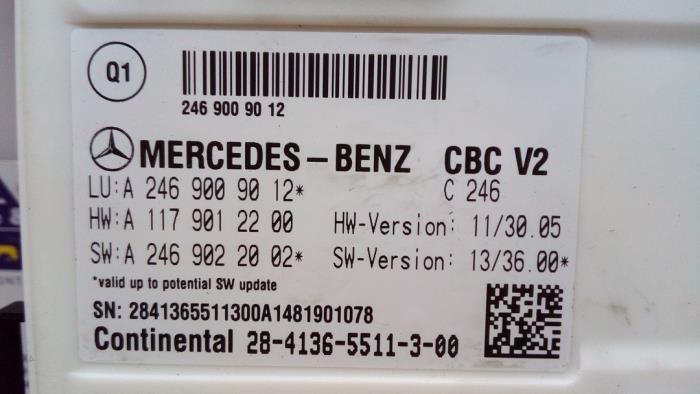 Q1
246 900 90 12
MERCEDES-BENZ CBC V2
LU:A 246 900 90 12* C 246
HW:A 117 901 22 00 HW-Version: 11/30.05
SW:A 246 902 20 02* SW-Version: 13/36.00*
*valid up to potential SW update
SN: 2841365511300A1481901078
Continental 28-4136-5511-3-00